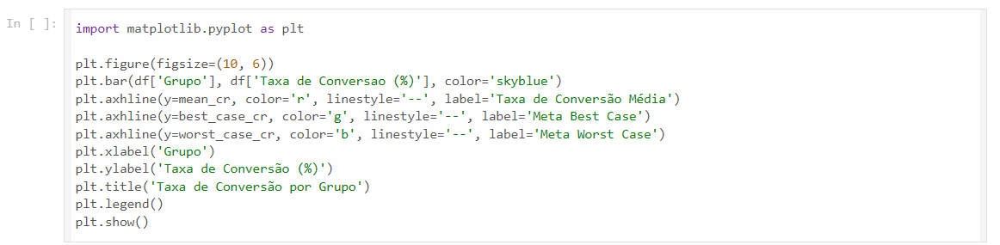 In [ ]:
import matplotlib.pyplot as plt
plt.figure(figsize=(10, 6))
plt.bar(df['Grupo'], df['Taxa de Conversao (%)'], color='skyblue')
plt.axhline(y=mean_cr, color='r', linestyle='--', label='Taxa de Conversão Média')
plt.axhline(y=best_case_cr, color='g', linestyle='--', label='Meta Best Case')
plt.axhline(y=worst_case_cr, color='b', linestyle='--', label='Meta Worst Case')
plt.xlabel('Grupo')
plt.ylabel('Taxa de Conversão (%)')
plt.title('Taxa de Conversão por Grupo')
plt.legend()
plt.show()